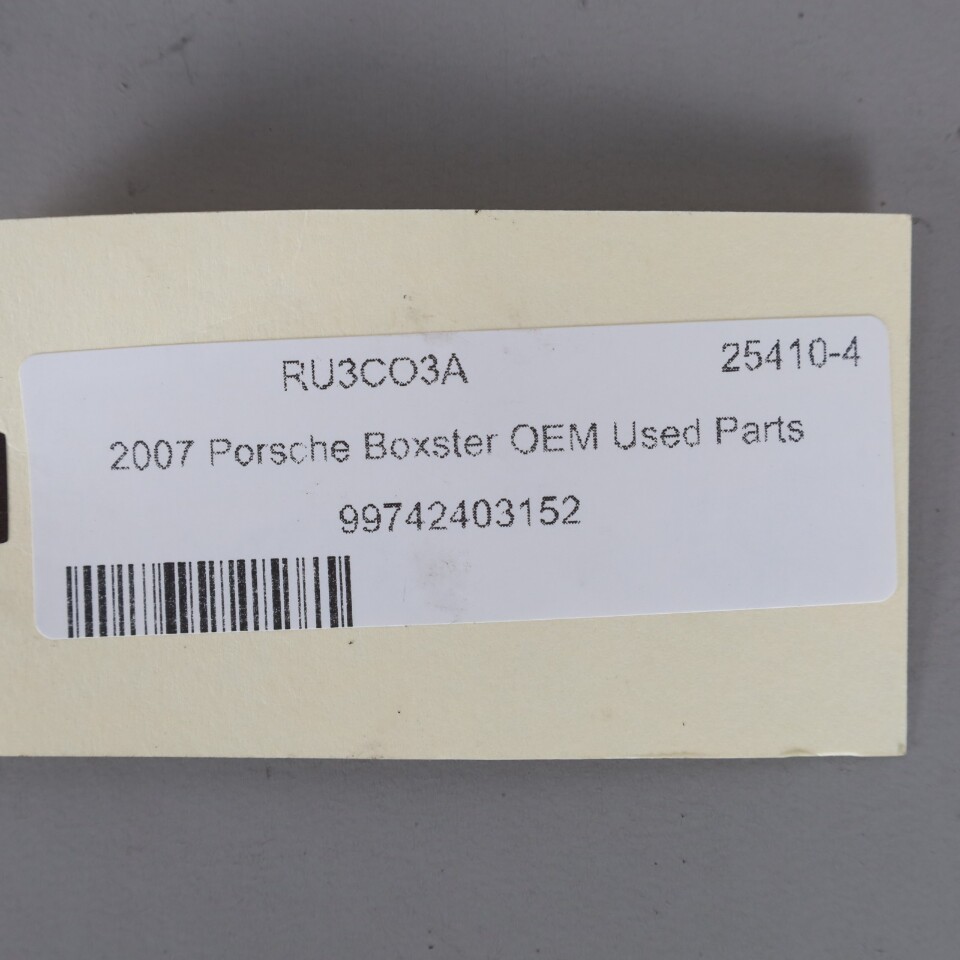 RU3CO3A 25410-4
2007 Porsche Boxster OEM Used Parts
99742403152